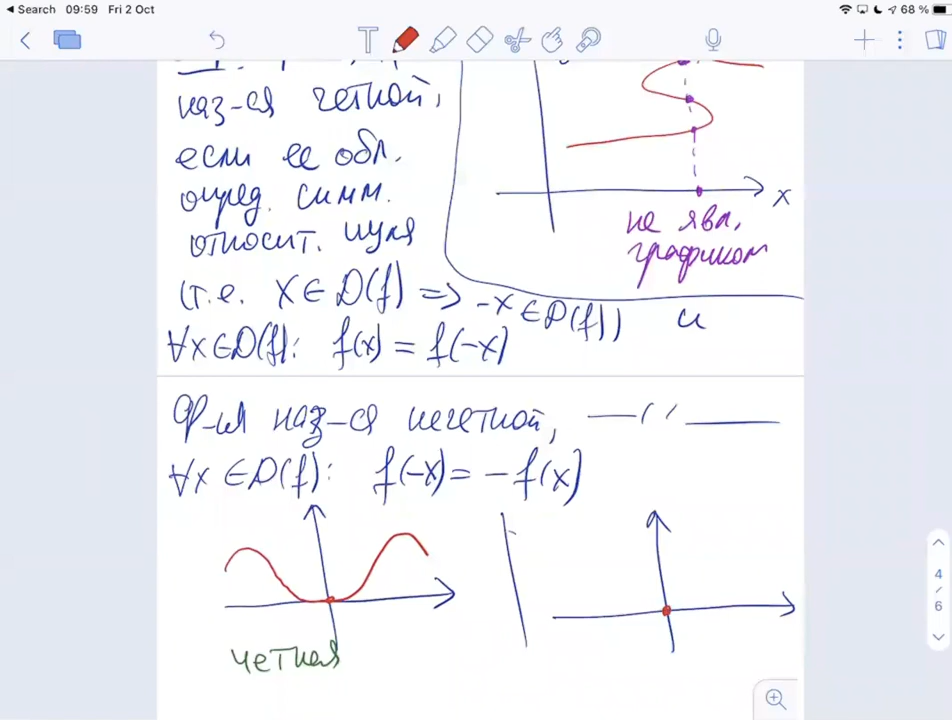 Search 09:59 Fri 2 Oct 68 %
T
наз-ся четной,
если ее обл.
опред. симм.
относит. нуля
(т.е. x∈D(f) => -x∈D(f)) и
∀x∈D(f): f(x) = f(-x)
x
не явл.
графиком
Ф-ия наз-ся нечетной, —〃—
∀x∈D(f): f(-x) = -f(x)
четная
4
/
6